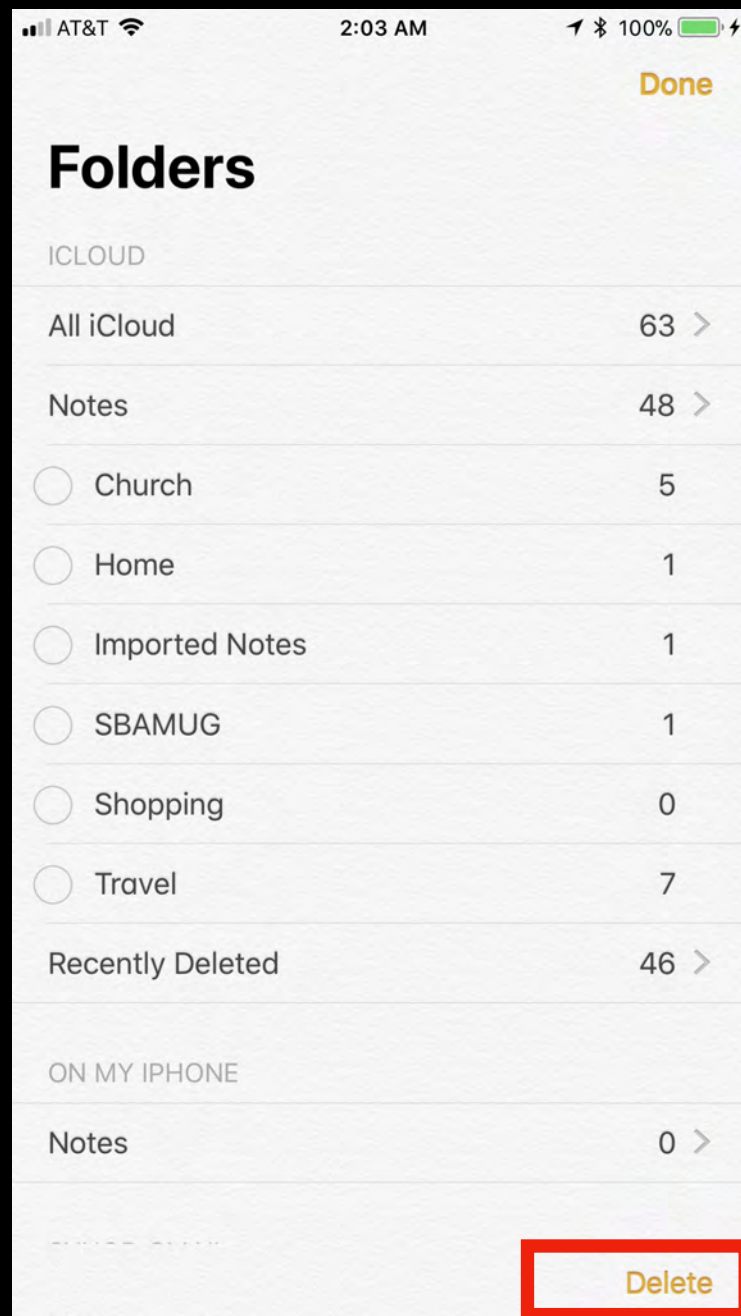 AT&T 2:03 AM 100%
Done
Folders
ICLOUD
All iCloud 63 >
Notes 48 >
Church 5
Home 1
Imported Notes 1
SBAMUG 1
Shopping 0
Travel 7
Recently Deleted 46 >
ON MY IPHONE
Notes 0 >
Delete